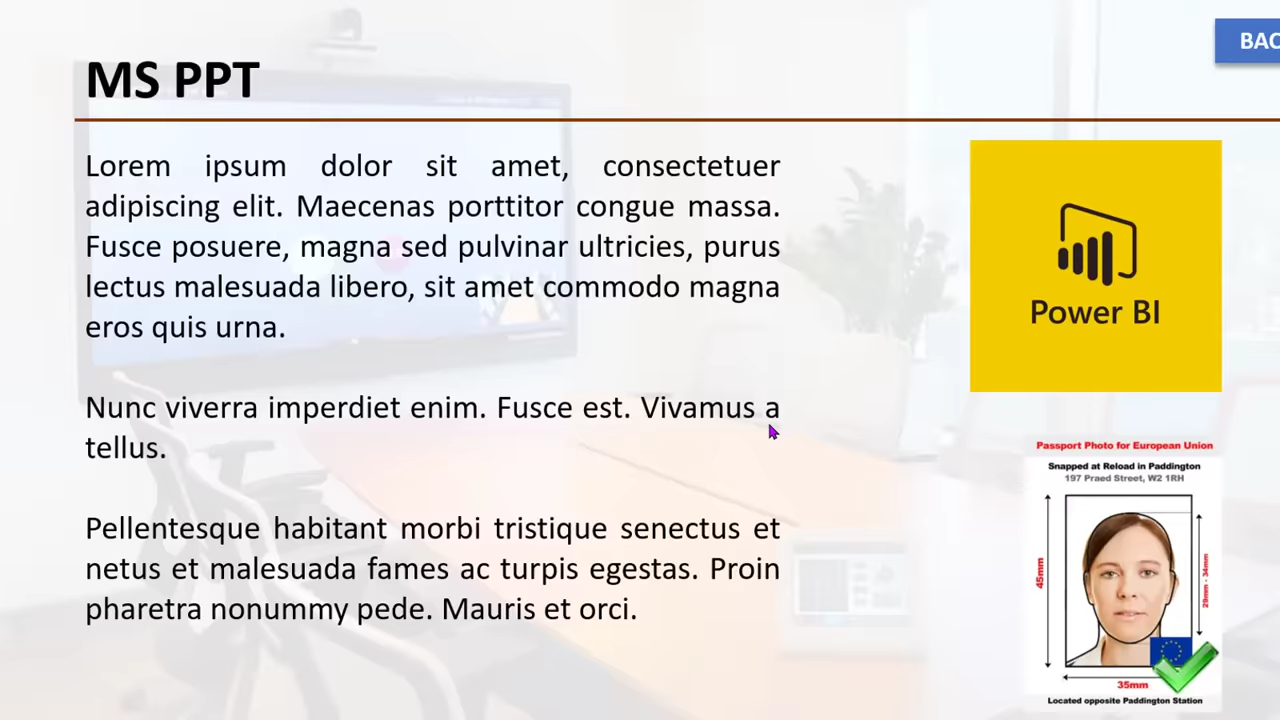 BAC
MS PPT
Lorem ipsum dolor sit amet, consectetuer
adipiscing elit. Maecenas porttitor congue massa.
Fusce posuere, magna sed pulvinar ultricies, purus
lectus malesuada libero, sit amet commodo magna
eros quis urna.
Nunc viverra imperdiet enim. Fusce est. Vivamus a
tellus.
Pellentesque habitant morbi tristique senectus et
netus et malesuada fames ac turpis egestas. Proin
pharetra nonummy pede. Mauris et orci.
Power BI
Passport Photo for European Union
Snapped at Reload in Paddington
197 Praed Street, W2 1RH
45mm
29mm - 34mm
35mm
Located opposite Paddington Station